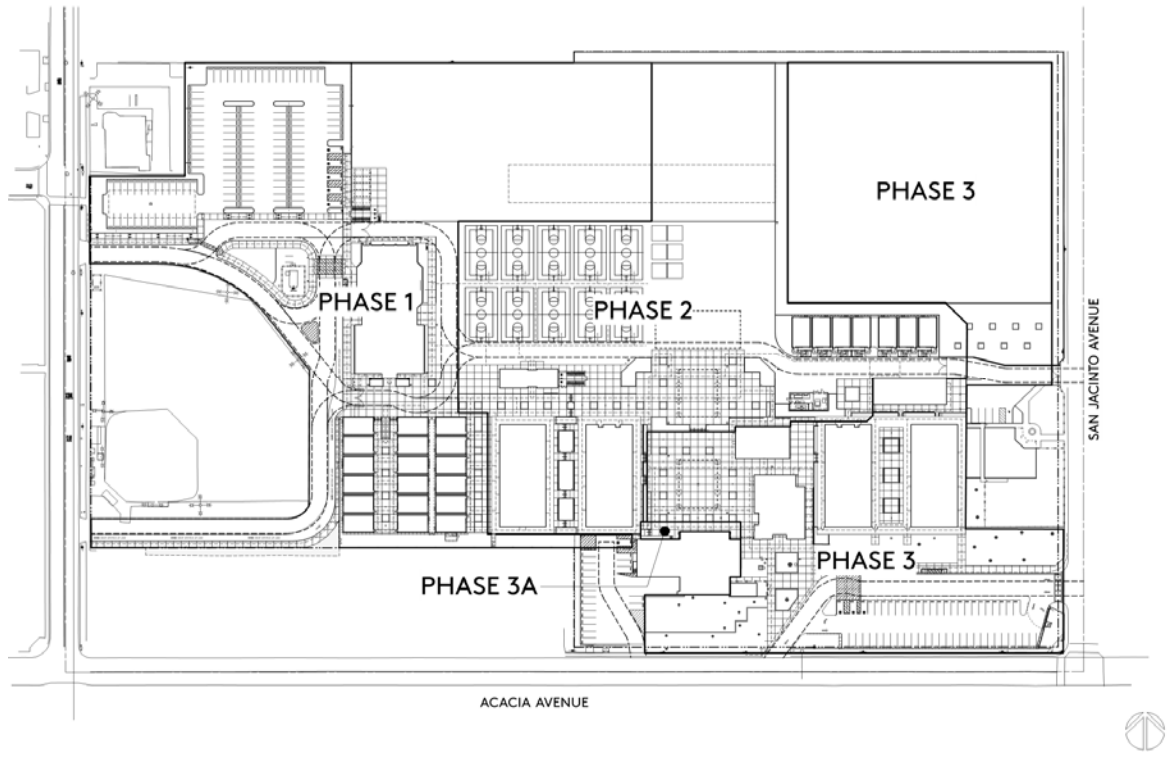 PHASE 3
PHASE 1
PHASE 2
SAN JACINTO AVENUE
PHASE 3
PHASE 3A
ACACIA AVENUE